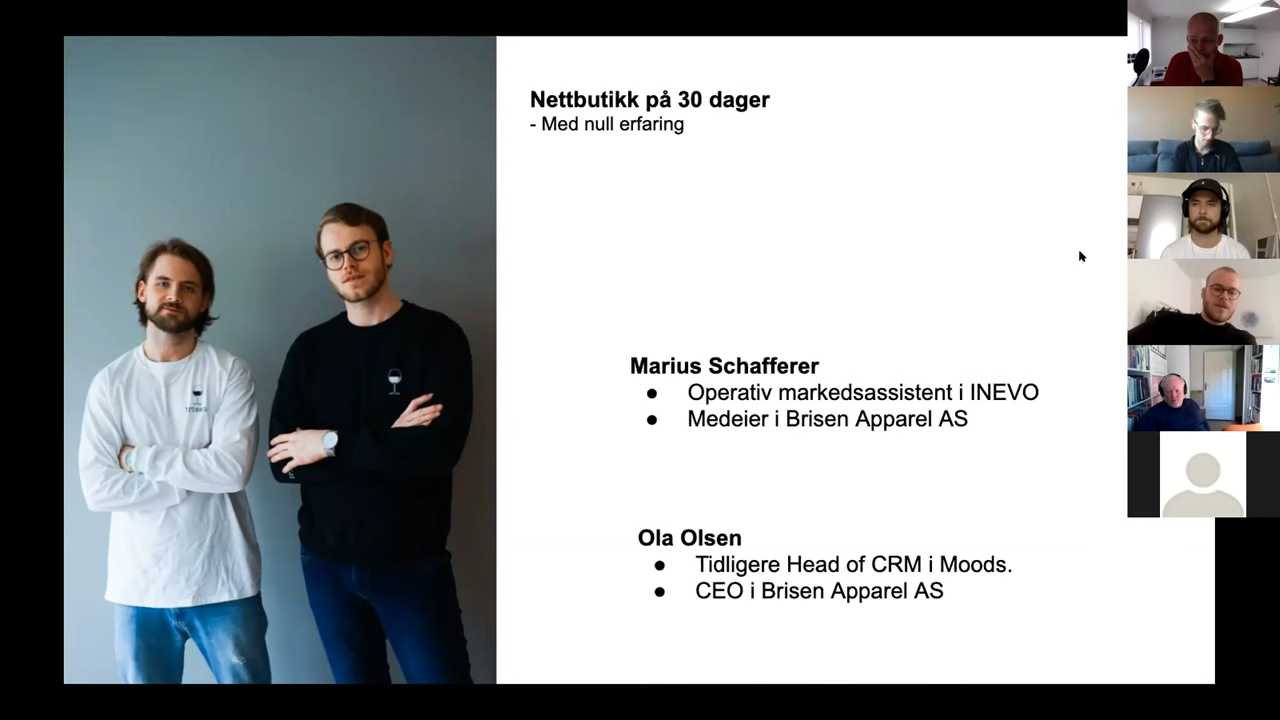 Nettbutikk på 30 dager
- Med null erfaring
Marius Schafferer
● Operativ markedsassistent i INEVO
● Medeier i Brisen Apparel AS
Ola Olsen
● Tidligere Head of CRM i Moods.
● CEO i Brisen Apparel AS